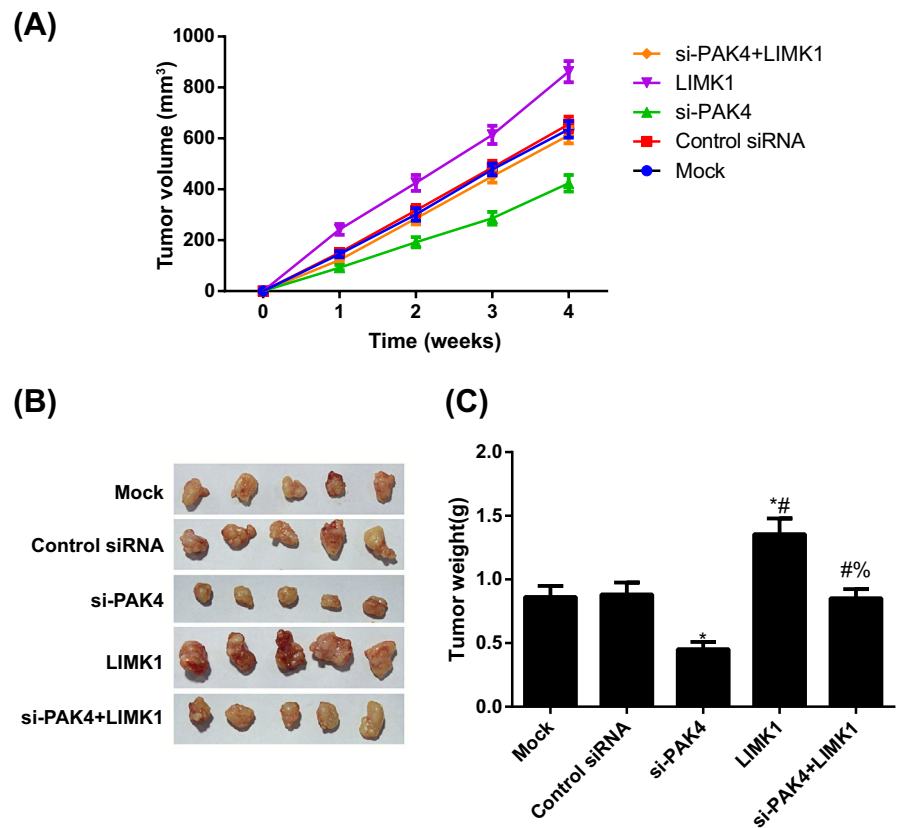 (A)
1000
800
600
400
200
0
Tumor volume (mm³)
0 1 2 3 4
Time (weeks)
si-PAK4+LIMK1
LIMK1
si-PAK4
Control siRNA
Mock
(B)
Mock
Control siRNA
si-PAK4
LIMK1
si-PAK4+LIMK1
(C)
2.0
1.5
1.0
0.5
0.0
Tumor weight(g)
*
*#
#%
Mock
Control siRNA
si-PAK4
LIMK1
si-PAK4+LIMK1